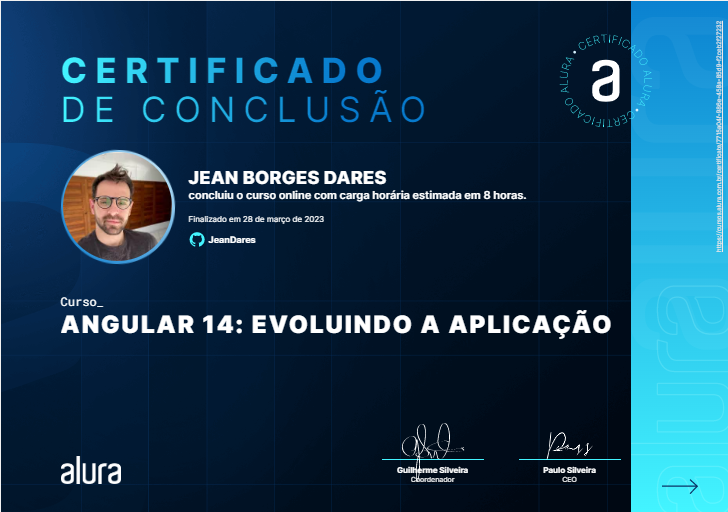 CERTIFICADO
DE CONCLUSÃO
CERTIFICADO ALURA • CERTIFICADO ALURA •
a
JEAN BORGES DARES
concluiu o curso online com carga horária estimada em 8 horas.
Finalizado em 28 de março de 2023
JeanDares
Curso_
ANGULAR 14: EVOLUINDO A APLICAÇÃO
alura
Guilherme Silveira
Coordenador
Paulo Silveira
CEO
alura